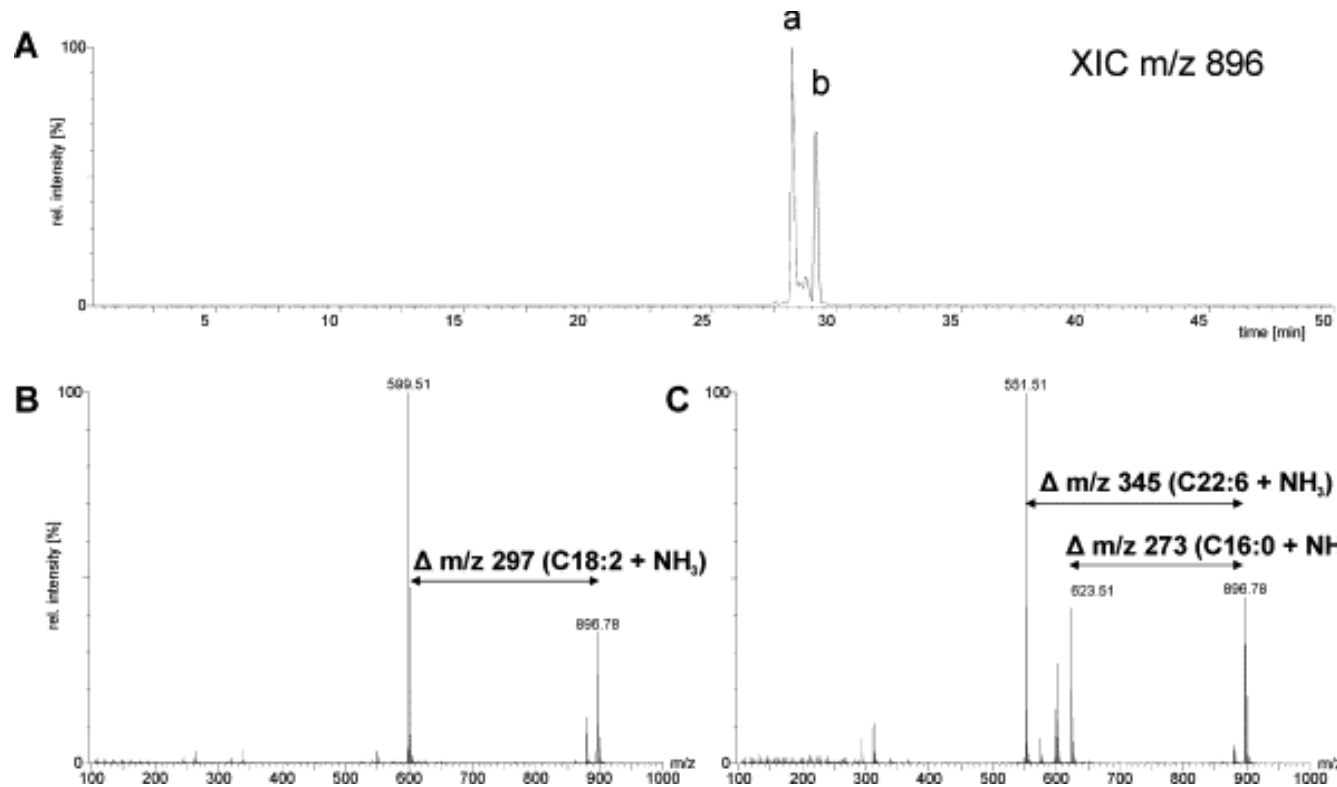 A
100
a
b
XIC m/z 896
rel. intensity [%]
0
5 10 15 20 25 30 35 40 45 50
time [min]
B
100
599.51
Δ m/z 297 (C18:2 + NH₃)
896.78
rel. intensity [%]
0
100 200 300 400 500 600 700 800 900 1000 m/z
C
100
551.51
Δ m/z 345 (C22:6 + NH₃)
Δ m/z 273 (C16:0 + NH
623.51
896.78
0
100 200 300 400 500 600 700 800 900 1000 m/